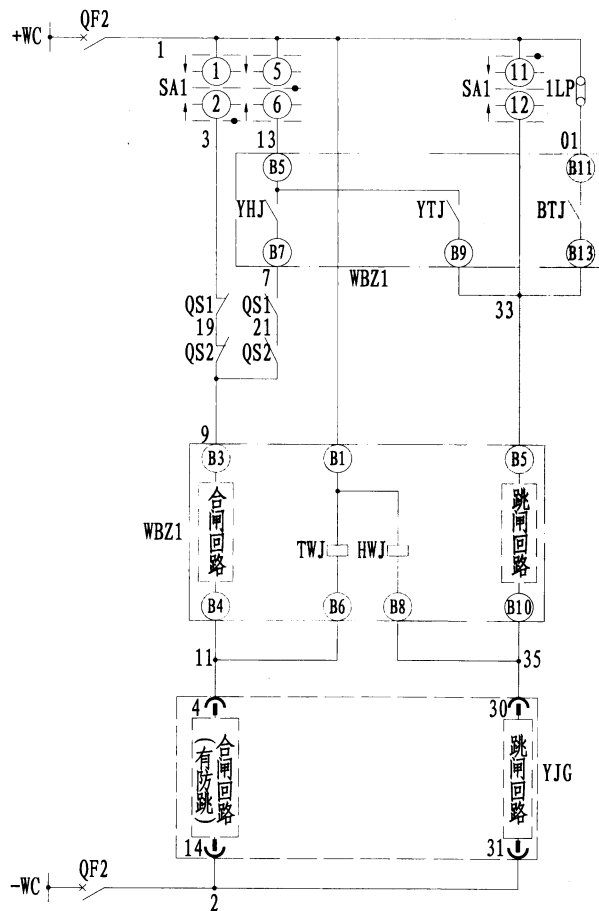 QF2
+WC
1
1 5 11
SA1 SA1 1LP
2 6 12
3 13 01
B5 B11
YHJ YTJ BTJ
B7 B9 B13
7 WBZ1
QS1 QS1 33
19 21
QS2 QS2
9
B3 B1 B5
合闸回路 跳闸回路
WBZ1 TWJ HWJ
B4 B6 B8 B10
11 35
4 30
合闸回路
(有防跳)
跳闸回路
YJG
14 31
QF2
-WC
2